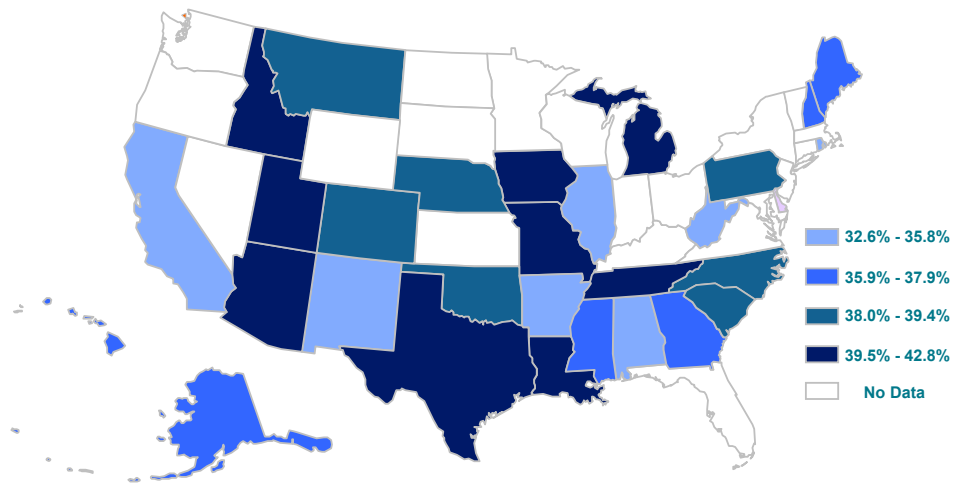 32.6% - 35.8%
35.9% - 37.9%
38.0% - 39.4%
39.5% - 42.8%
No Data